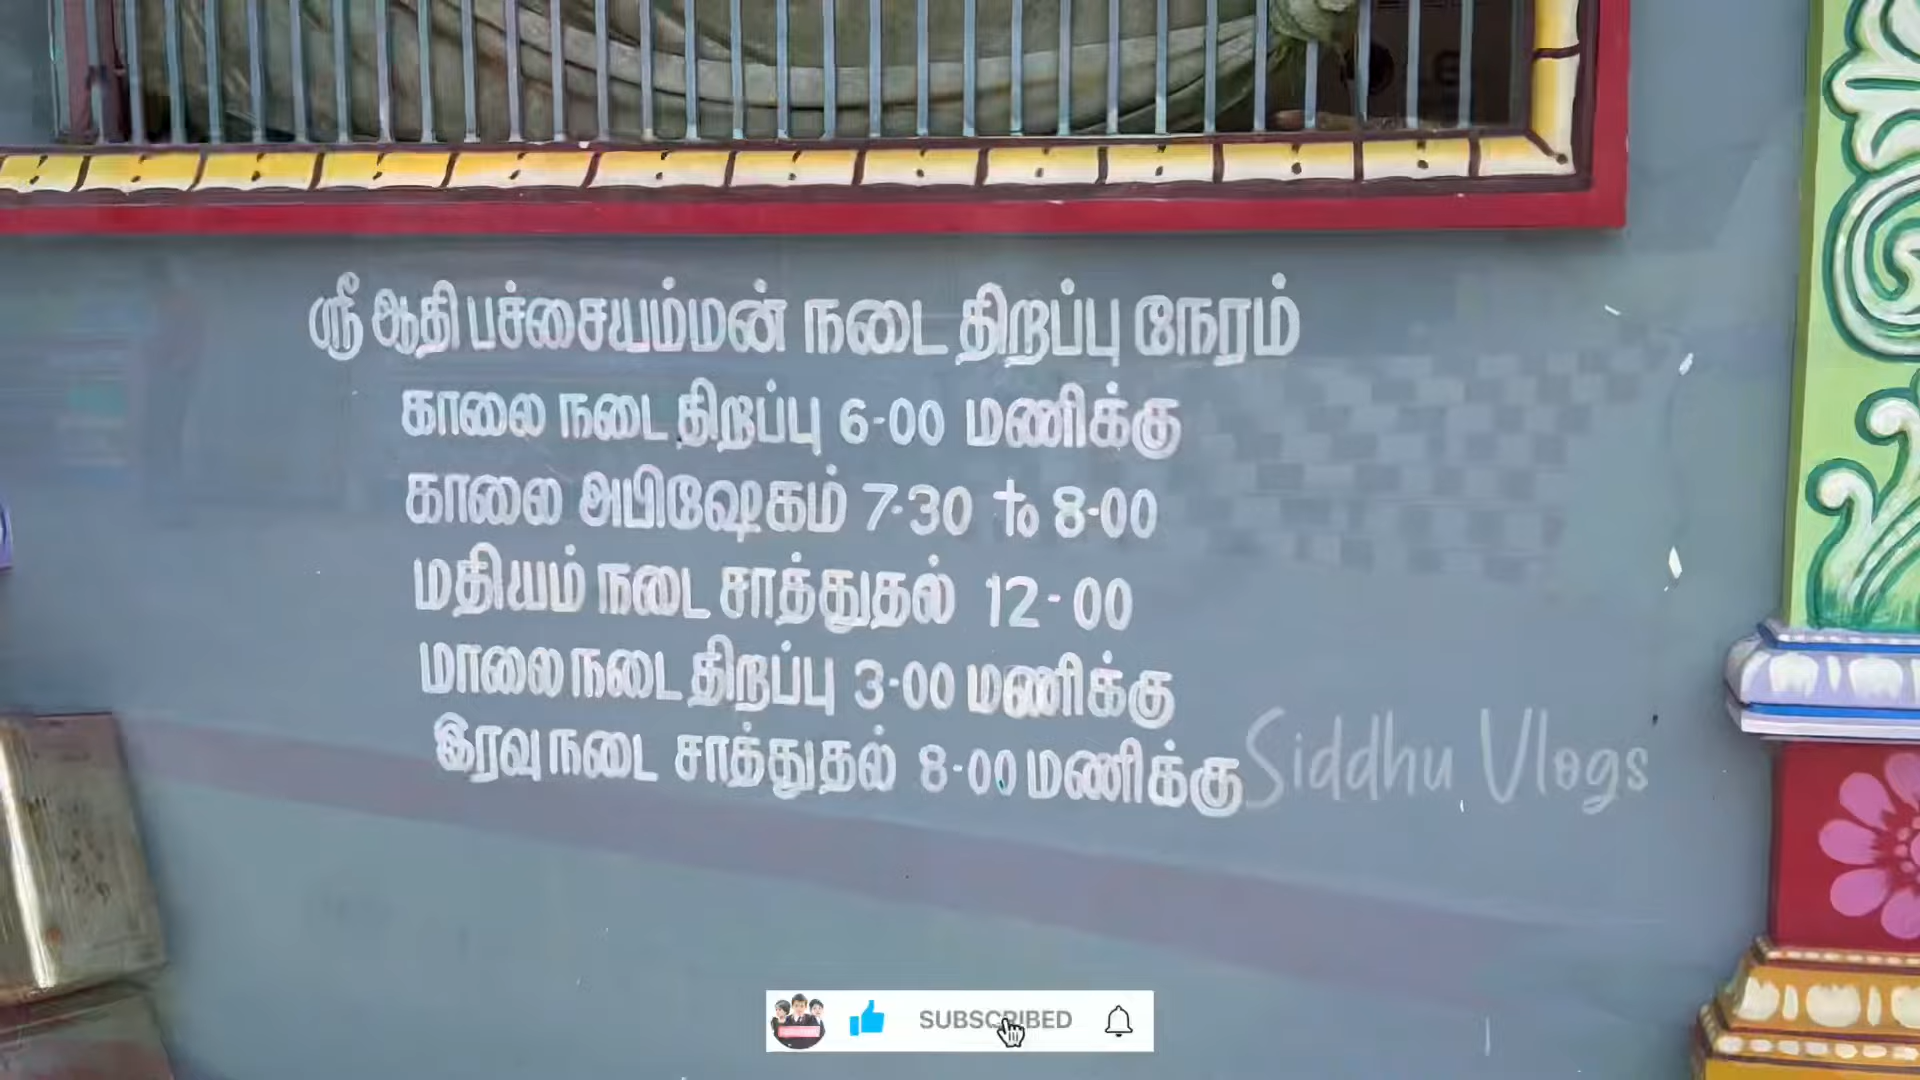 ஸ்ரீ ஆதி பச்சையம்மன் நடை திறப்பு நேரம்
காலை நடை திறப்பு 6-00 மணிக்கு
காலை அபிஷேகம் 7-30 to 8-00
மதியம் நடை சாத்துதல் 12-00
மாலை நடை திறப்பு 3-00 மணிக்கு
இரவு நடை சாத்துதல் 8-00 மணிக்கு
Siddhu Vlogs
SUBSCRIBED